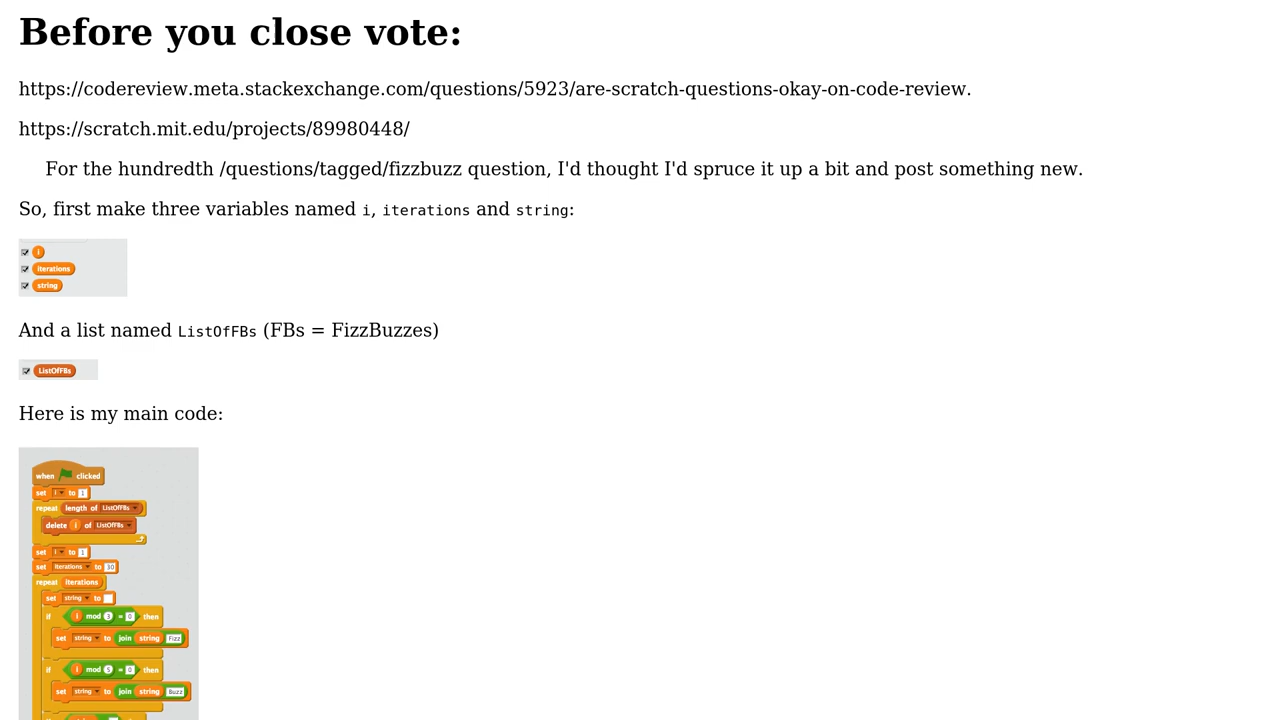 Before you close vote:
https://codereview.meta.stackexchange.com/questions/5923/are-scratch-questions-okay-on-code-review.
https://scratch.mit.edu/projects/89980448/
For the hundredth /questions/tagged/fizzbuzz question, I'd thought I'd spruce it up a bit and post something new.
So, first make three variables named i, iterations and string:
i
iterations
string
And a list named ListOfFBs (FBs = FizzBuzzes)
ListOfFBs
Here is my main code:
when clicked
set i to 1
repeat length of ListOfFBs
delete i of ListOfFBs
set i to 1
set iterations to 30
repeat iterations
set string to
if i mod 3 = 0 then
set string to join string Fizz
if i mod 5 = 0 then
set string to join string Buzz